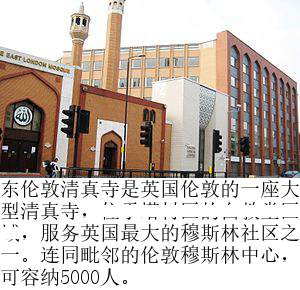 EAST LONDON MOSQUE
东伦敦清真寺是英国伦敦的一座大
型清真寺，
，服务英国最大的穆斯林社区之
一。连同毗邻的伦敦穆斯林中心，
可容纳5000人。